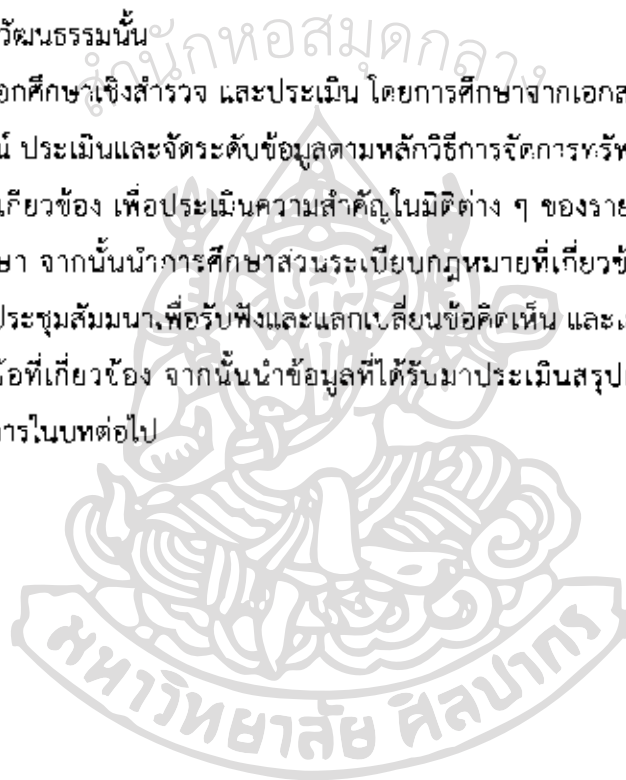 วัฒนธรรมนั้น
สำนักหอสมุดกลาง
อกศึกษาเชิงสำรวจ และประเมิน โดยการศึกษาจากเอกส
น์ ประเมินและจัดระดับข้อมูลตามหลักวิธีการจัดการทรัพ
เกี่ยวข้อง เพื่อประเมินความสำคัญในมิติต่าง ๆ ของราย
ษา จากนั้นนำการศึกษาส่วนระเบียบกฎหมายที่เกี่ยวข้
ประชุมสัมมนาเพื่อรับฟังและแลกเปลี่ยนข้อคิดเห็น และเ
ข้อที่เกี่ยวข้อง จากนั้นนำข้อมูลที่ได้รับมาประเมินสรุป
การในบทต่อไป
มหาวิทยาลัย ศิลปากร